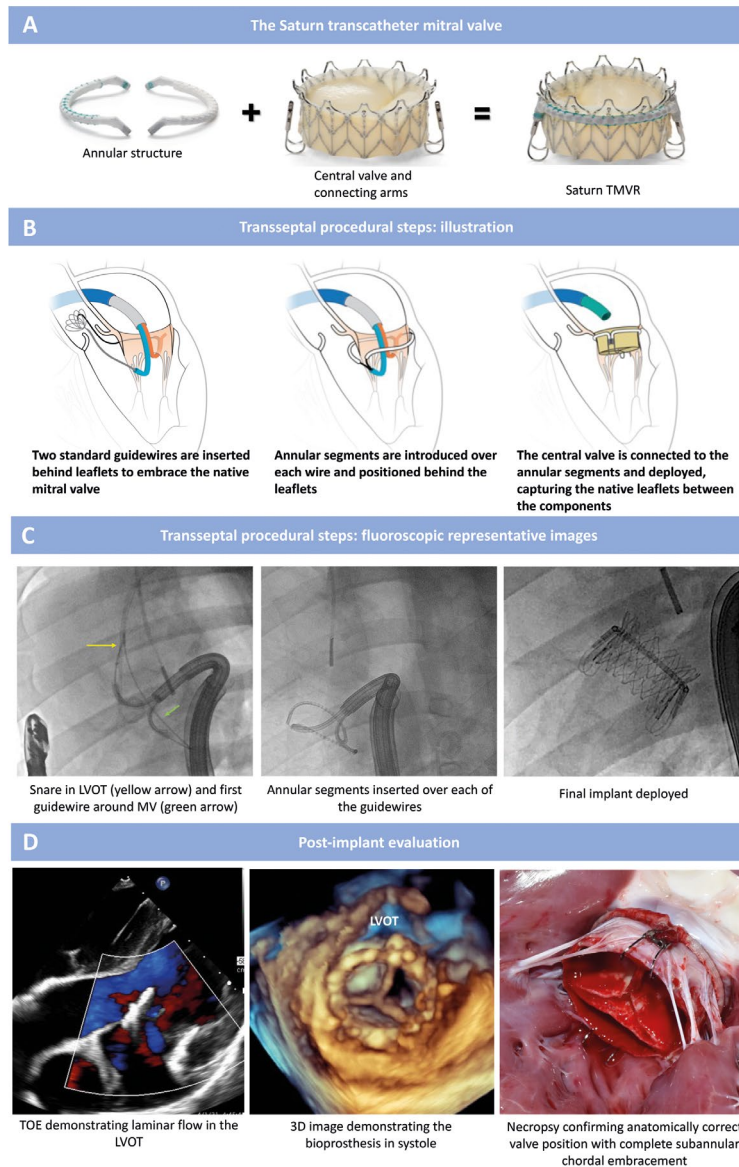 A
The Saturn transcatheter mitral valve
Annular structure
+
Central valve and
connecting arms
=
Saturn TMVR
B
Transseptal procedural steps: illustration
Two standard guidewires are inserted
behind leaflets to embrace the native
mitral valve
Annular segments are introduced over
each wire and positioned behind the
leaflets
The central valve is connected to the
annular segments and deployed,
capturing the native leaflets between
the components
C
Transseptal procedural steps: fluoroscopic representative images
Snare in LVOT (yellow arrow) and first
guidewire around MV (green arrow)
Annular segments inserted over each of
the guidewires
Final implant deployed
D
Post-implant evaluation
P
LVOT
TOE demonstrating laminar flow in the
LVOT
3D image demonstrating the
bioprosthesis in systole
Necropsy confirming anatomically correct
valve position with complete subannular
chordal embracement